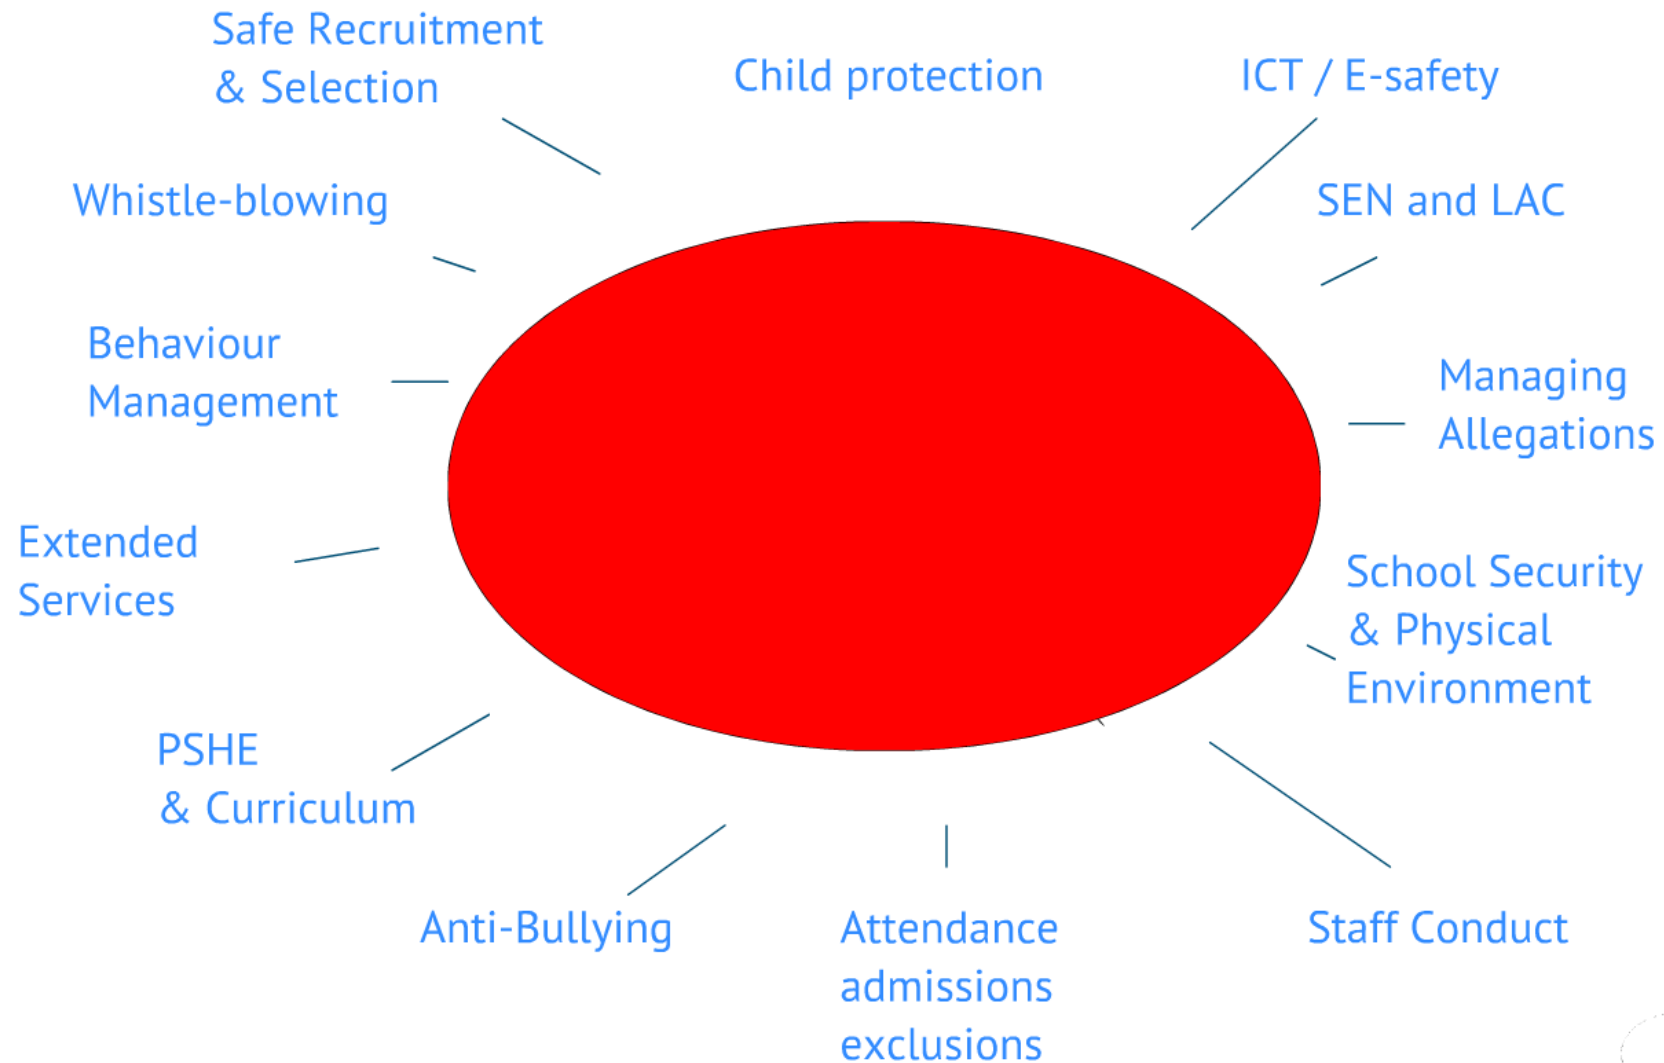 Safe Recruitment
& Selection
Child protection
ICT / E-safety
Whistle-blowing
SEN and LAC
Behaviour
Management
Managing
Allegations
Extended
Services
School Security
& Physical
Environment
PSHE
& Curriculum
Anti-Bullying
Attendance
admissions
exclusions
Staff Conduct